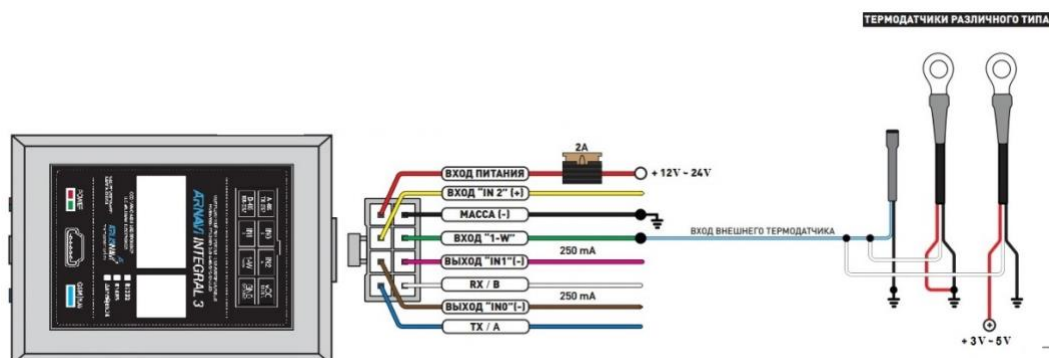 ТЕРМОДАТЧИКИ РАЗЛИЧНОГО ТИПА
2А
ВХОД ПИТАНИЯ
+ 12V - 24V
ВХОД "IN 2" (+)
МАССА (-)
ВХОД "1-W"
ВХОД ВНЕШНЕГО ТЕРМОДАТЧИКА
250 mA
ВЫХОД "IN1"(-)
RX / B
250 mA
ВЫХОД "IN0"(-)
TX / A
+ 3V - 5V
POWER
ARNAVI INTEGRAL 3